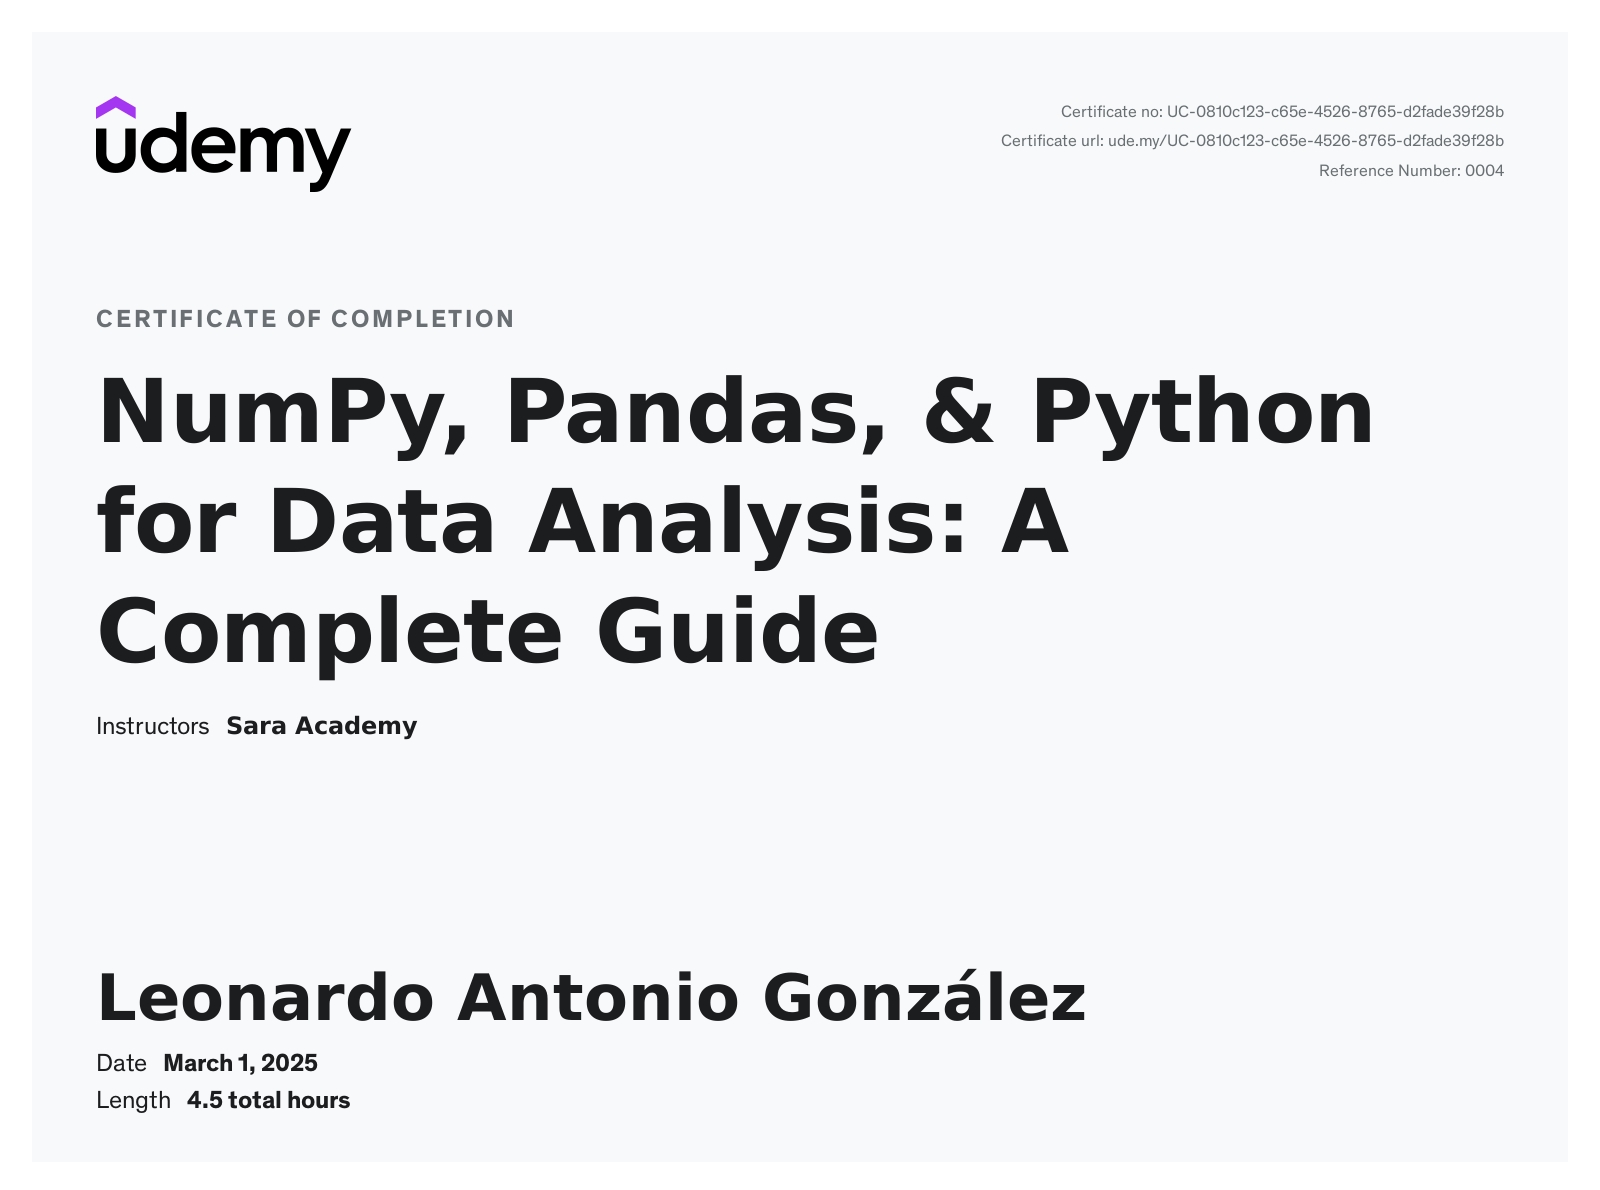 udemy
Certificate no: UC-0810c123-c65e-4526-8765-d2fade39f28b
Certificate url: ude.my/UC-0810c123-c65e-4526-8765-d2fade39f28b
Reference Number: 0004
CERTIFICATE OF COMPLETION
NumPy, Pandas, & Python
for Data Analysis: A
Complete Guide
Instructors Sara Academy
Leonardo Antonio González
Date March 1, 2025
Length 4.5 total hours